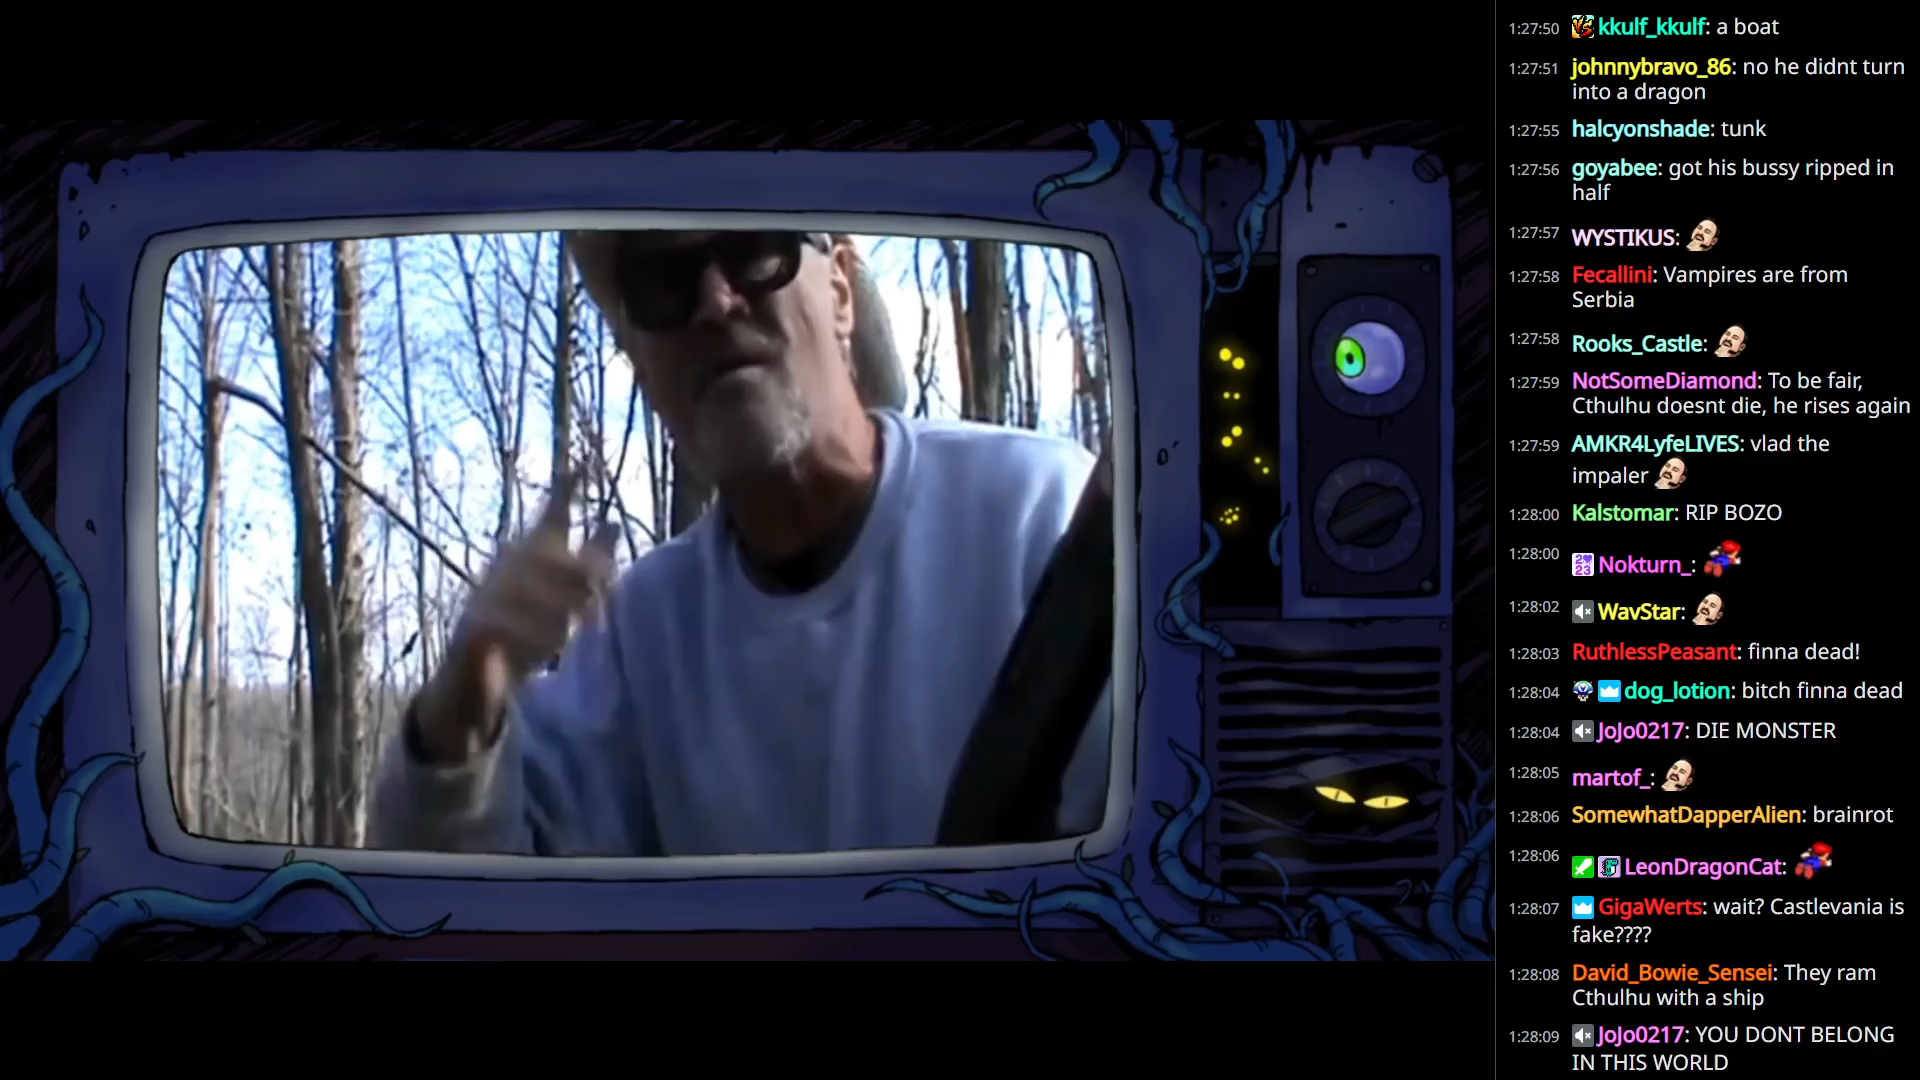 1:27:50 kkulf_kkulf: a boat
1:27:51 johnnybravo_86: no he didnt turn
into a dragon
1:27:55 halcyonshade: tunk
1:27:56 goyabee: got his bussy ripped in
half
1:27:57 WYSTIKUS:
1:27:58 Fecallini: Vampires are from
Serbia
1:27:58 Rooks_Castle:
1:27:59 NotSomeDiamond: To be fair,
Cthulhu doesnt die, he rises again
1:27:59 AMKR4LyfeLIVES: vlad the
impaler
1:28:00 Kalstomar: RIP BOZO
1:28:00 Nokturn_:
1:28:02 WavStar:
1:28:03 RuthlessPeasant: finna dead!
1:28:04 dog_lotion: bitch finna dead
1:28:04 JoJo0217: DIE MONSTER
1:28:05 martof_:
1:28:06 SomewhatDapperAlien: brainrot
1:28:06 LeonDragonCat:
1:28:07 GigaWerts: wait? Castlevania is
fake????
1:28:08 David_Bowie_Sensei: They ram
Cthulhu with a ship
1:28:09 JoJo0217: YOU DONT BELONG
IN THIS WORLD